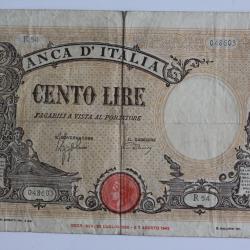 R 54
048603
ANCA D'ITALIA
CENTO LIRE
PAGABILI A VISTA AL PORTATORE
IL GOVERNATORE
IL CASSIERE
048603
R 54